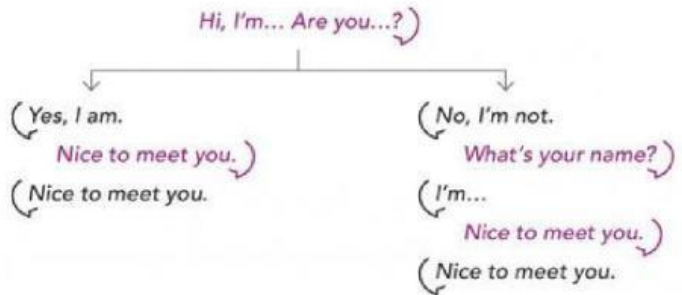 Hi, I'm... Are you...?
Yes, I am.
Nice to meet you.
Nice to meet you.
No, I'm not.
What's your name?
I'm...
Nice to meet you.
Nice to meet you.